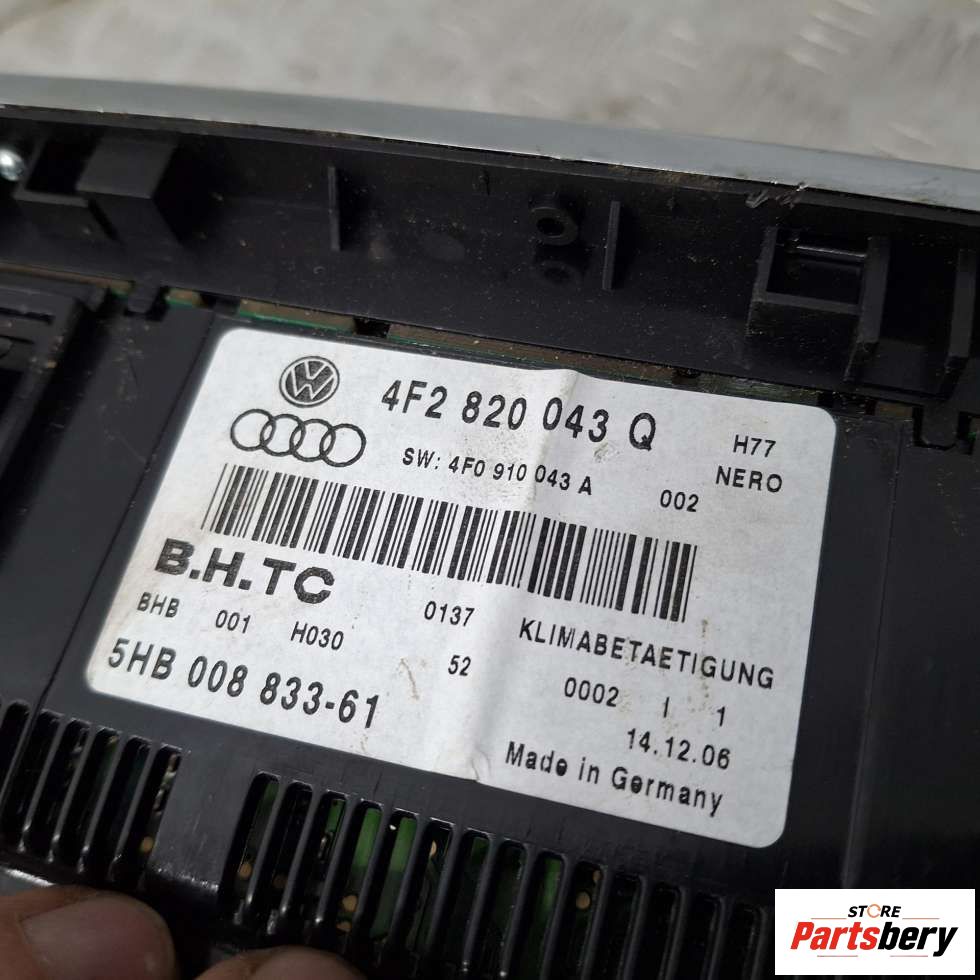 4F2 820 043 Q
H77
SW: 4F0 910 043 A
002
NERO
B.H.TC
0137
KLIMABETAETIGUNG
BHB 001 H030
52
0002 I 1
5HB 008 833-61
14.12.06
Made in Germany
STORE
Partsbery